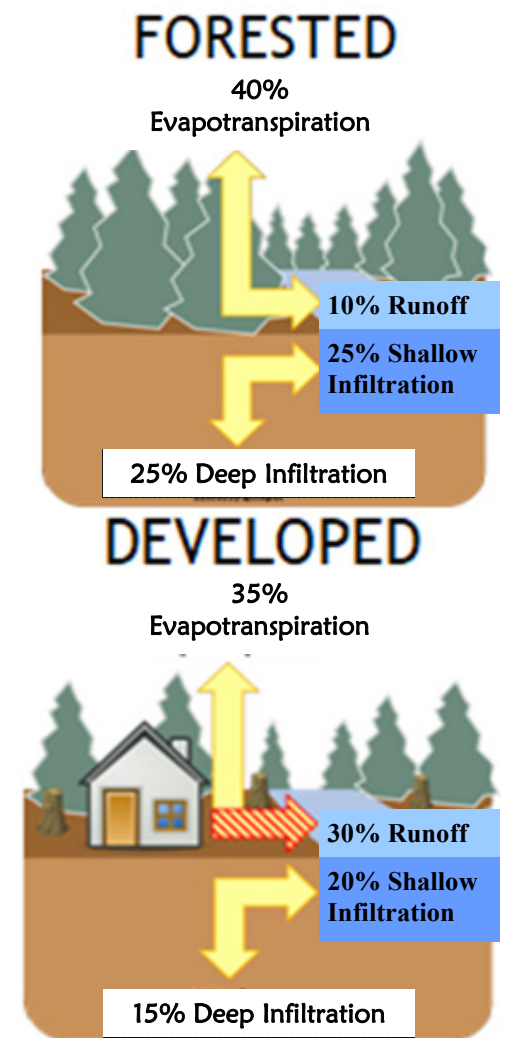 FORESTED
40%
Evapotranspiration
10% Runoff
25% Shallow
Infiltration
25% Deep Infiltration
DEVELOPED
35%
Evapotranspiration
30% Runoff
20% Shallow
Infiltration
15% Deep Infiltration